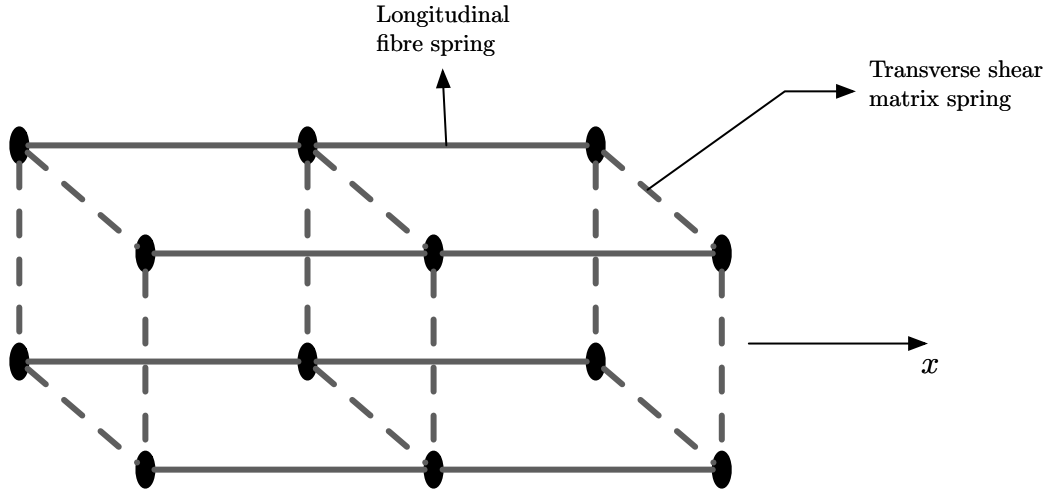 Longitudinal
fibre spring
Transverse shear
matrix spring
x